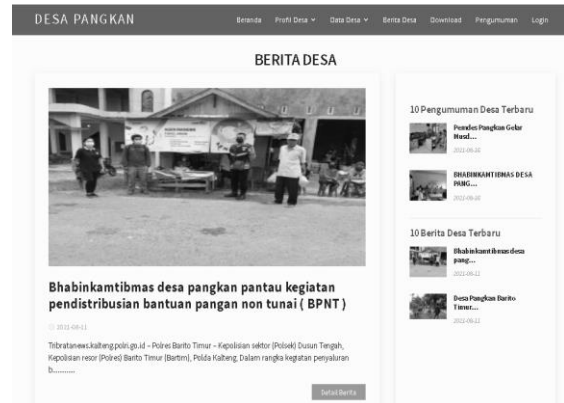 DESA PANGKAN
Beranda Profil Desa Data Desa Berita Desa Download Pengumuman Login
BERITA DESA
Bhabinkamtibmas desa pangkan pantau kegiatan
pendistribusian bantuan pangan non tunai ( BPNT )
2021-08-21
Tribratanews.kalteng.polri.go.id – Polres Barito Timur – Kepolisian sektor (Polsek) Dusun Tengah,
Kepolisian resor (Polres) Barito Timur (Bartim), Polda Kalteng, Dalam rangka kegiatan penyaluran
b...........
Detail Berita
10 Pengumuman Desa Terbaru
Pemdes Pangkan Gelar
Musd...
BHABINKAMTIBMAS DESA
PANG...
10 Berita Desa Terbaru
Bhabinkamtibmas desa
pang...
Desa Pangkan Barito
Timur...